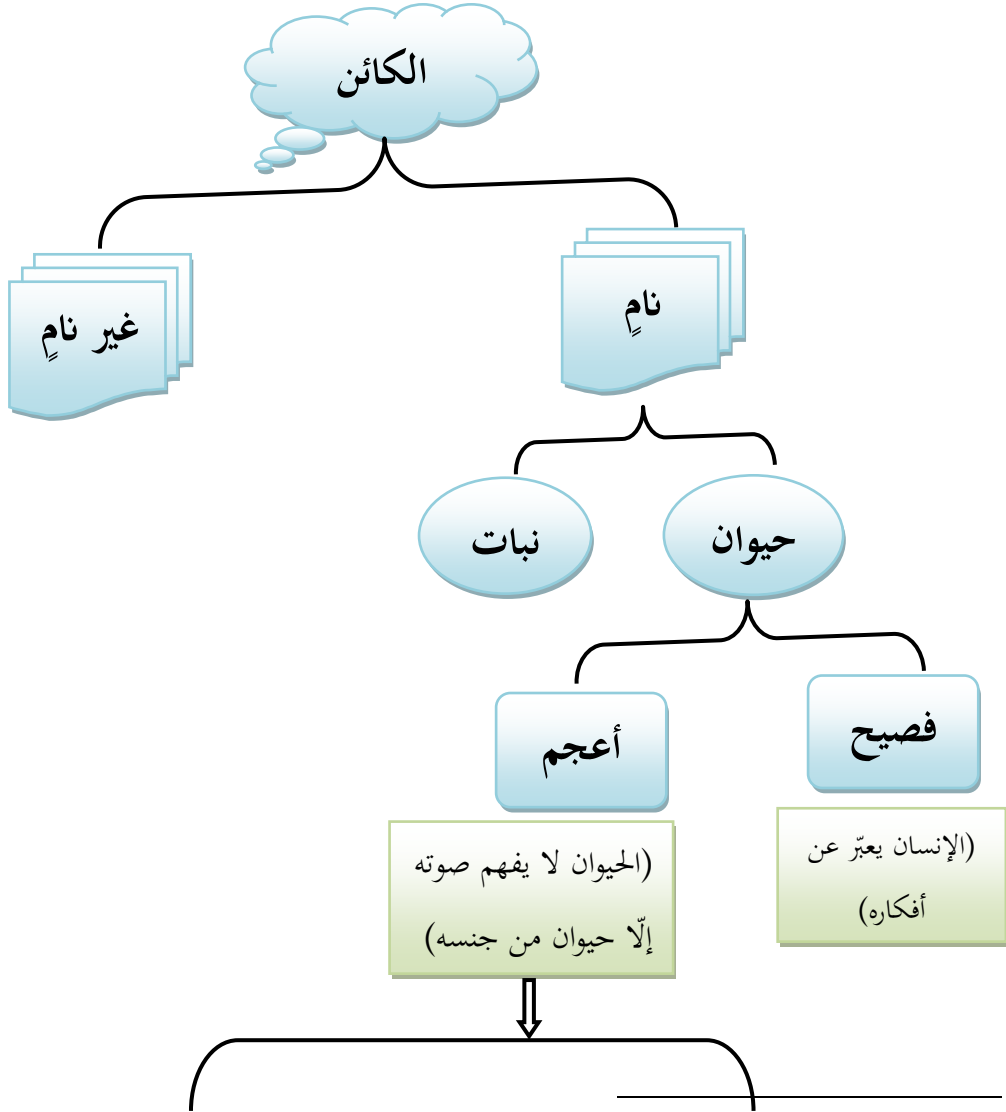 الكائن
نامٍ
غير نامٍ
حيوان
نبات
فصيح
أعجم
(الإنسان يعبّر عن
أفكاره)
(الحيوان لا يفهم صوته
إلّا حيوان من جنسه)